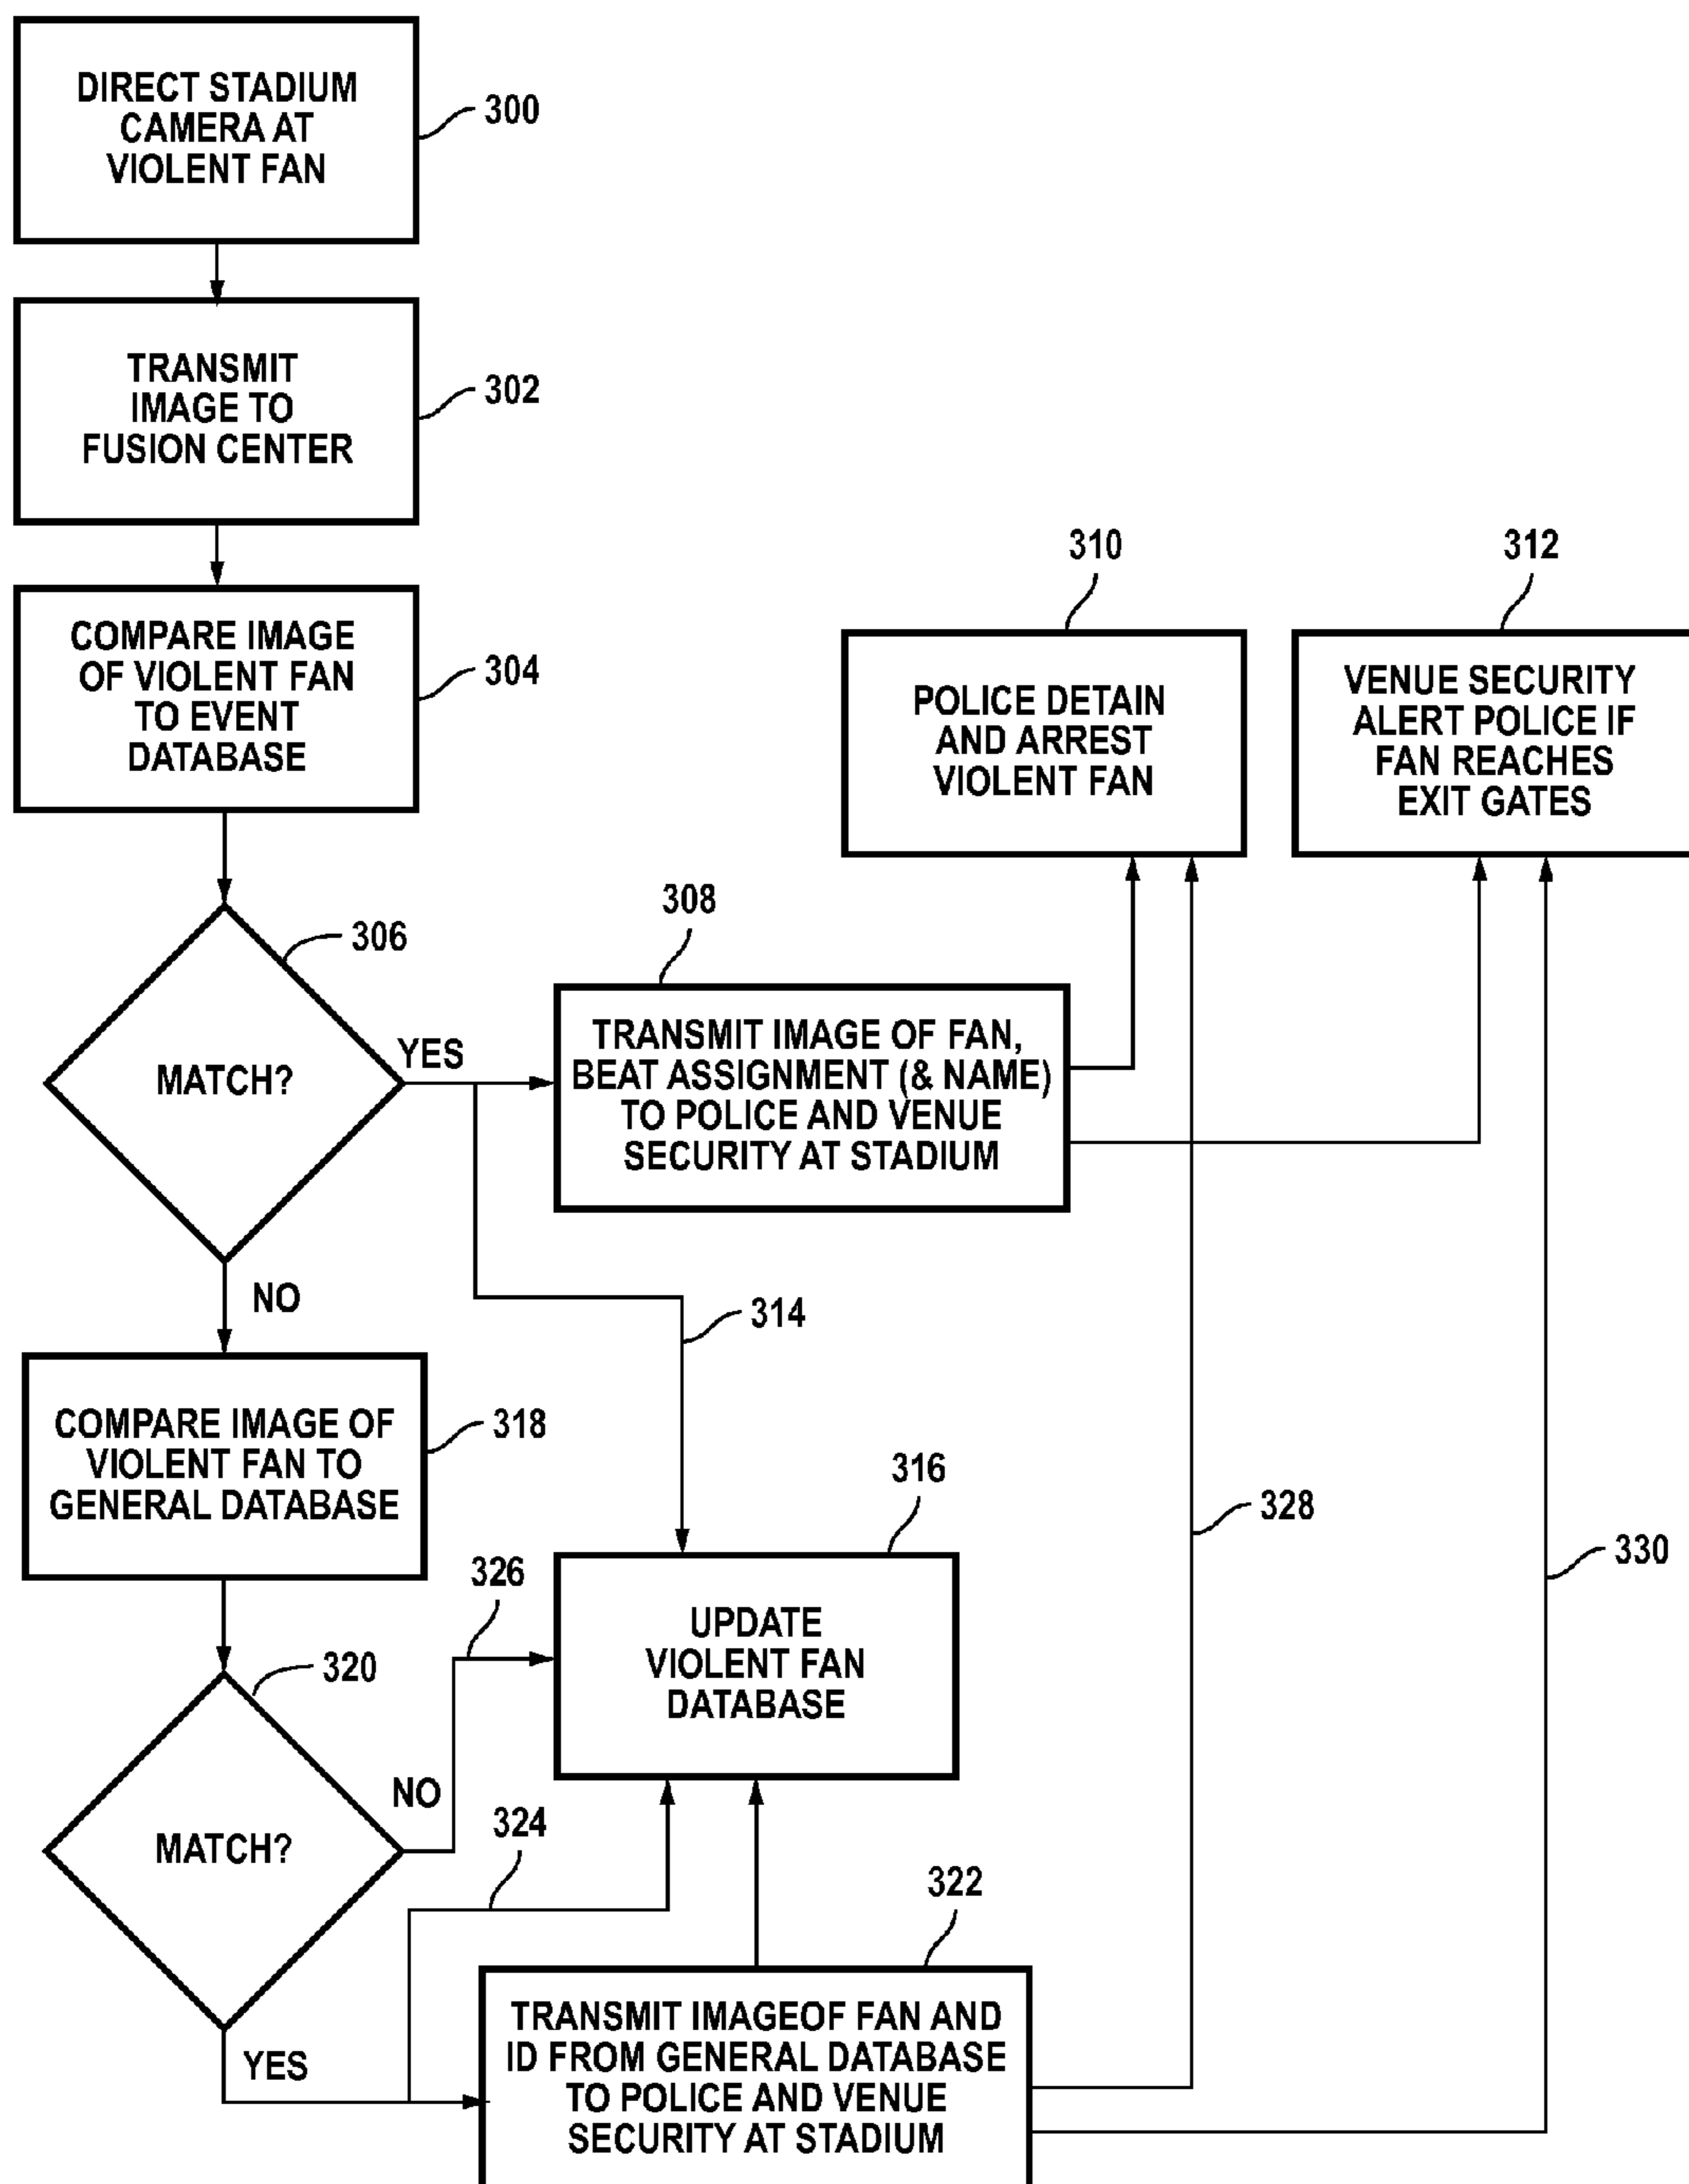 DIRECT STADIUM
CAMERA AT
VIOLENT FAN
300
TRANSMIT
IMAGE TO
FUSION CENTER
302
COMPARE IMAGE
OF VIOLENT FAN
TO EVENT
DATABASE
304
310
POLICE DETAIN
AND ARREST
VIOLENT FAN
312
VENUE SECURITY
ALERT POLICE IF
FAN REACHES
EXIT GATES
306
MATCH?
YES
NO
308
TRANSMIT IMAGE OF FAN,
BEAT ASSIGNMENT (& NAME)
TO POLICE AND VENUE
SECURITY AT STADIUM
314
COMPARE IMAGE OF
VIOLENT FAN TO
GENERAL DATABASE
318
316
UPDATE
VIOLENT FAN
DATABASE
328
330
326
320
MATCH?
NO
YES
324
322
TRANSMIT IMAGEOF FAN AND
ID FROM GENERAL DATABASE
TO POLICE AND VENUE
SECURITY AT STADIUM